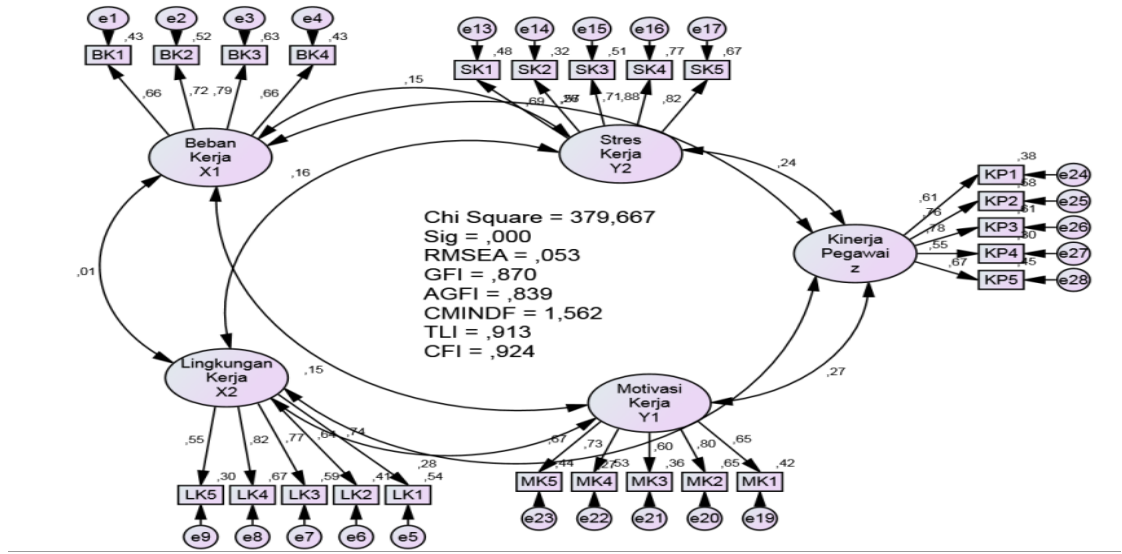 e1 e2 e3 e4
,43 ,52 ,63 ,43
BK1 BK2 BK3 BK4
,66 ,72 ,79 ,66
Beban
Kerja
X1
e13 e14 e15 e16 e17
,48 ,32 ,51 ,77 ,67
SK1 SK2 SK3 SK4 SK5
,69 ,71 ,88 ,82
Stres
Kerja
Y2
,15
,16
,24
,01
,15
,27
,28
Chi Square = 379,667
Sig = ,000
RMSEA = ,053
GFI = ,870
AGFI = ,839
CMINDF = 1,562
TLI = ,913
CFI = ,924
Kinerja
Pegawai
z
,61 ,76 ,78 ,55 ,67
,38
KP1 e24
KP2 e25
KP3 e26
KP4 e27
KP5 e28
Lingkungan
Kerja
X2
,55 ,82 ,77 ,64 ,74
,30 ,67 ,59 ,41 ,54
LK5 LK4 LK3 LK2 LK1
e9 e8 e7 e6 e5
Motivasi
Kerja
Y1
,67 ,73 ,60 ,80 ,65
,44 ,53 ,36 ,65 ,42
MK5 MK4 MK3 MK2 MK1
e23 e22 e21 e20 e19